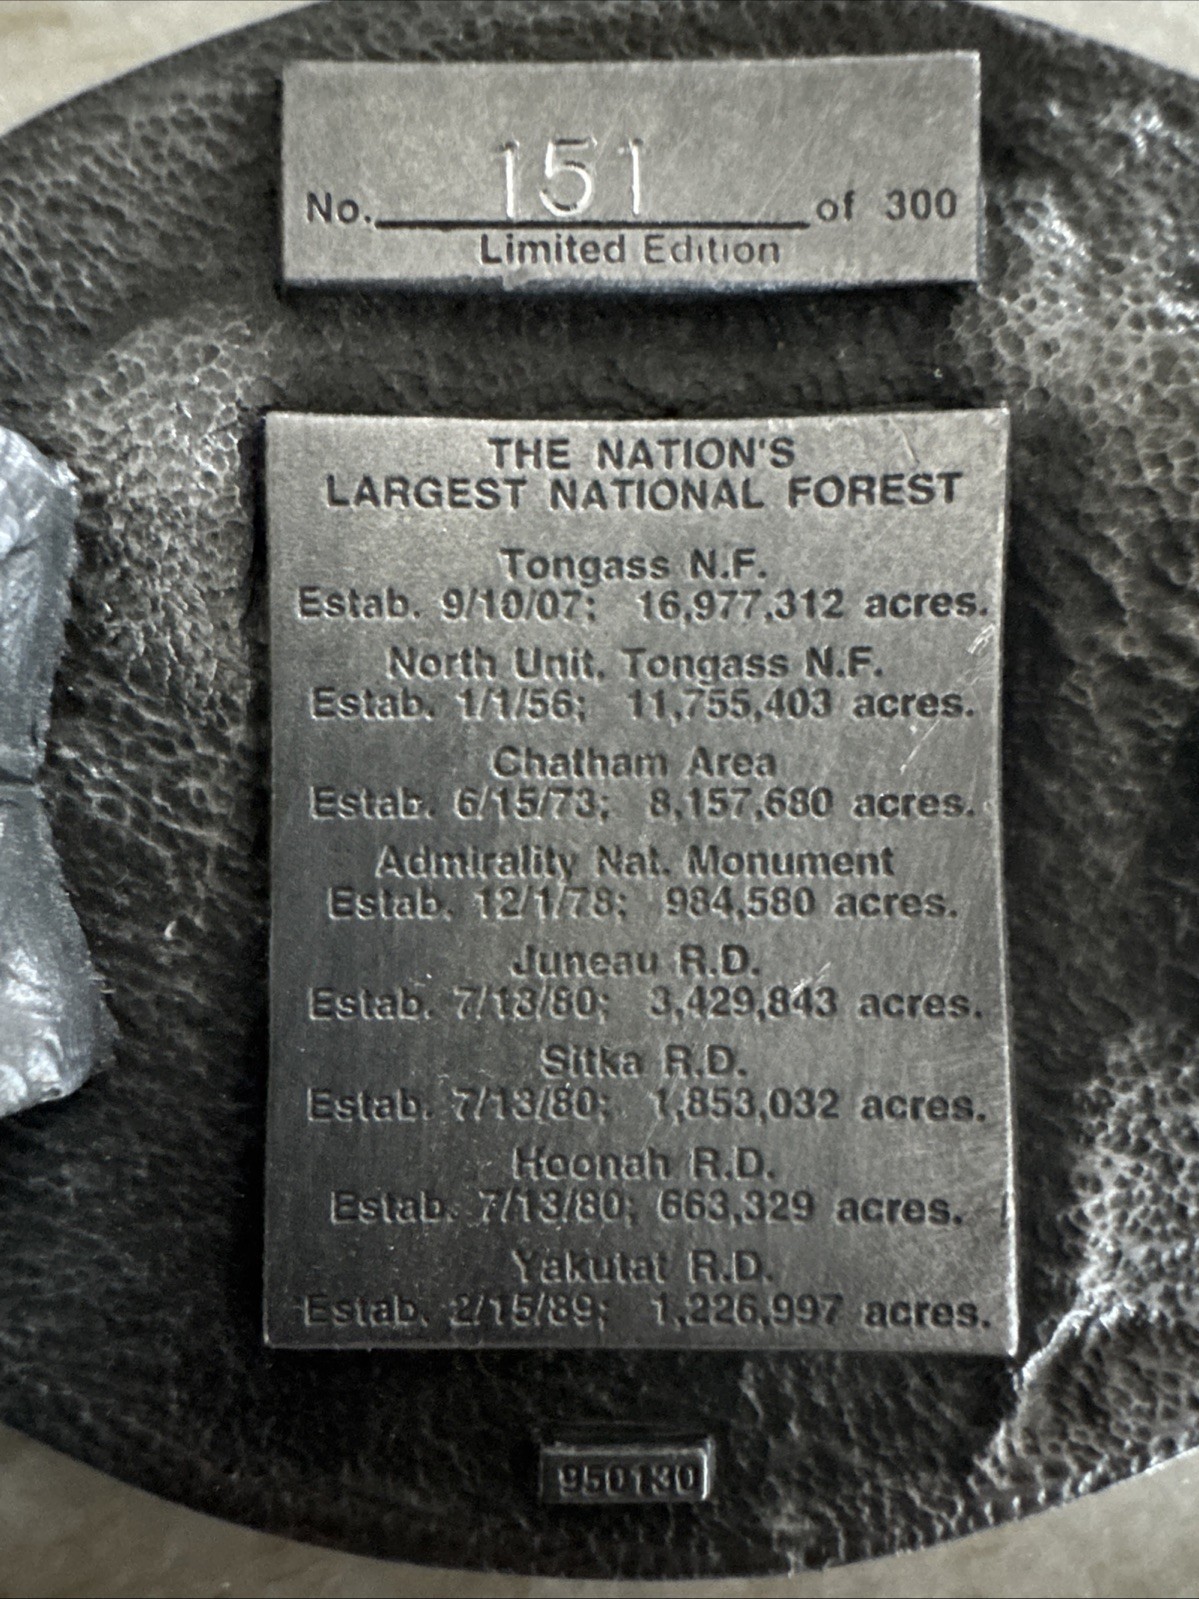 No. 151 of 300
Limited Edition
THE NATION'S
LARGEST NATIONAL FOREST
Tongass N.F.
Estab. 9/10/07; 16,977,312 acres.
North Unit, Tongass N.F.
Estab. 1/1/56; 11,755,403 acres.
Chatham Area
Estab. 6/15/73; 8,157,680 acres.
Admirality Nat. Monument
Estab. 12/1/78; 984,580 acres.
Juneau R.D.
Estab. 7/13/80; 3,429,843 acres.
Sitka R.D.
Estab. 7/13/80; 1,853,032 acres.
Hoonah R.D.
Estab. 7/13/80; 663,329 acres.
Yakutat R.D.
Estab. 2/15/89; 1,226,997 acres.
950130